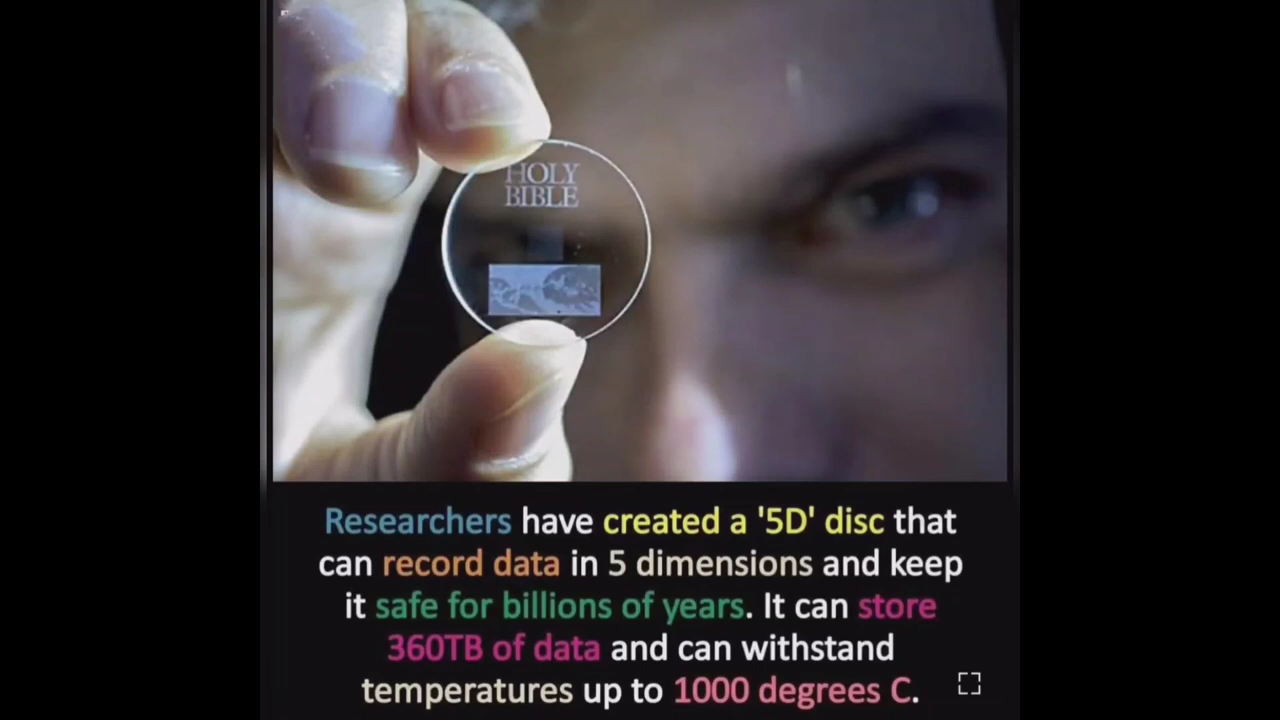 HOLY
BIBLE
Researchers have created a '5D' disc that
can record data in 5 dimensions and keep
it safe for billions of years. It can store
360TB of data and can withstand
temperatures up to 1000 degrees C.